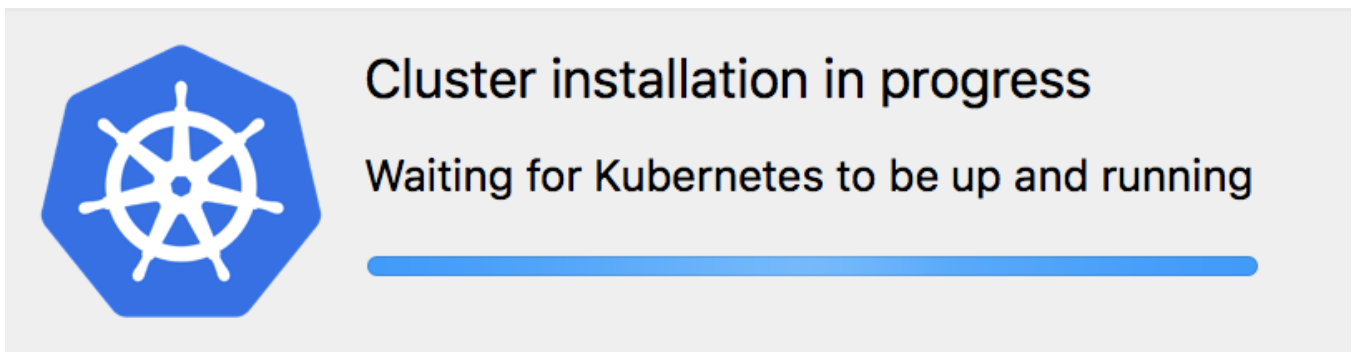 Cluster installation in progress
Waiting for Kubernetes to be up and running